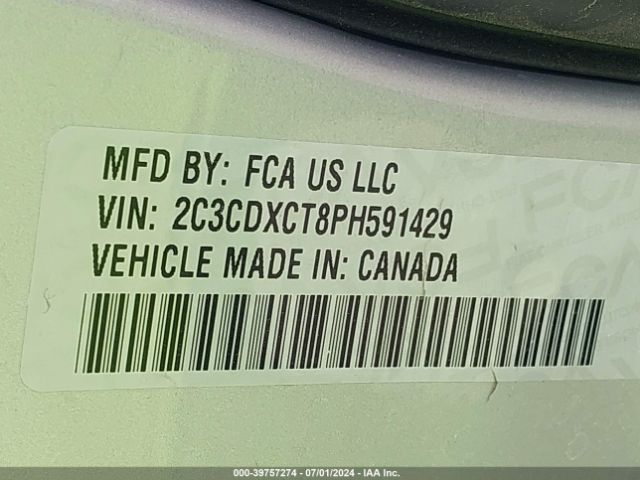 MFD BY: FCA US LLC
VIN: 2C3CDXCT8PH591429
VEHICLE MADE IN: CANADA
000-39757274 | 07/01/2024 | IAA Inc.